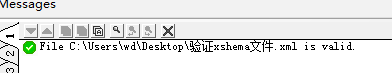 Messages
1
File C:\Users\wd\Desktop\验证xshema文件.xml is valid.
2
3